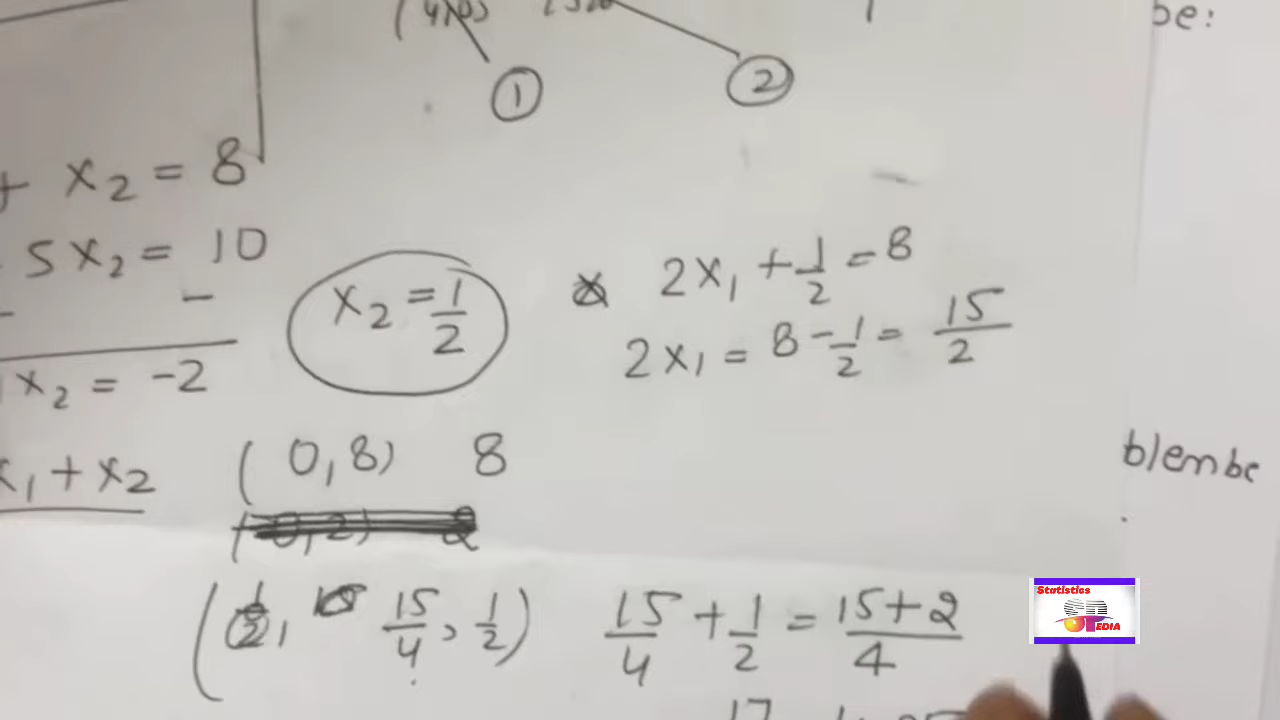 be:
① ②
+ x₂ = 8
5x₂ = 10
x₂ = 1/2
2x₁ + 1/2 = 8
2x₁ = 8 - 1/2 = 15/2
x₂ = -2
x₁ + x₂ (0, 8) 8
blembe
(15/4, 1/2) 15/4 + 1/2 = 15+2/4
17
Statistics
PEDIA